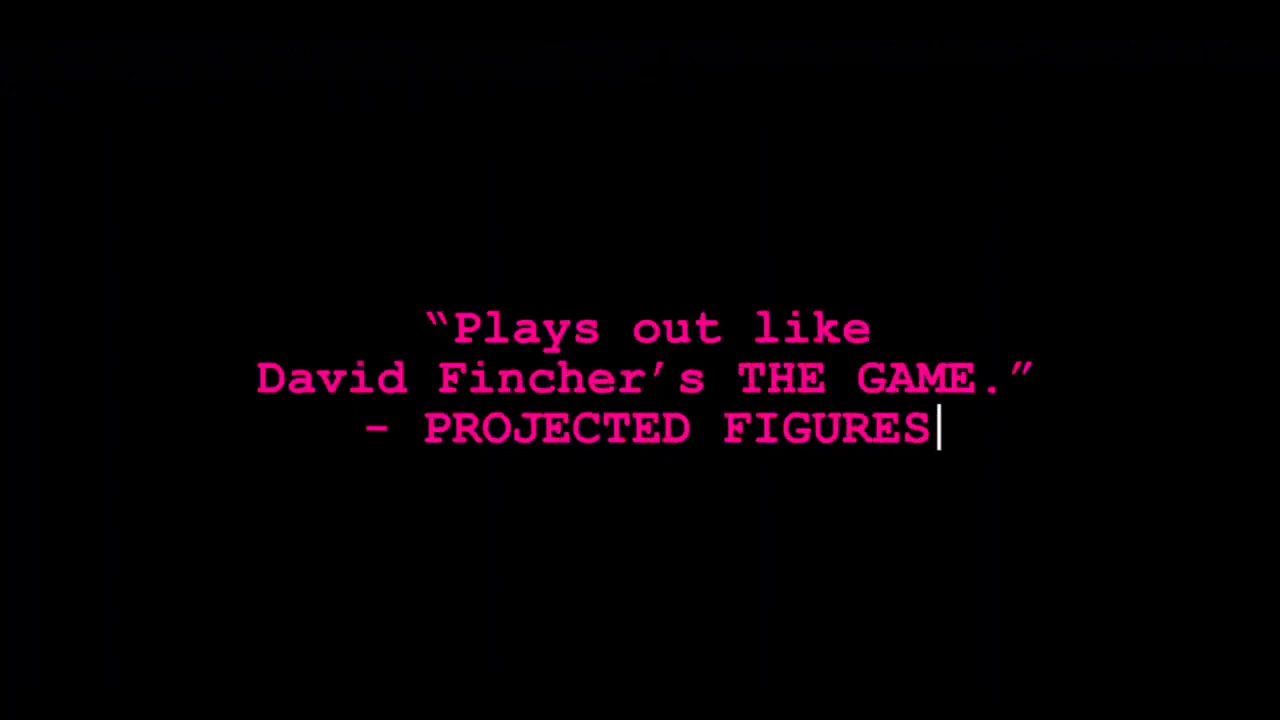 “Plays out like
David Fincher’s THE GAME.”
- PROJECTED FIGURES